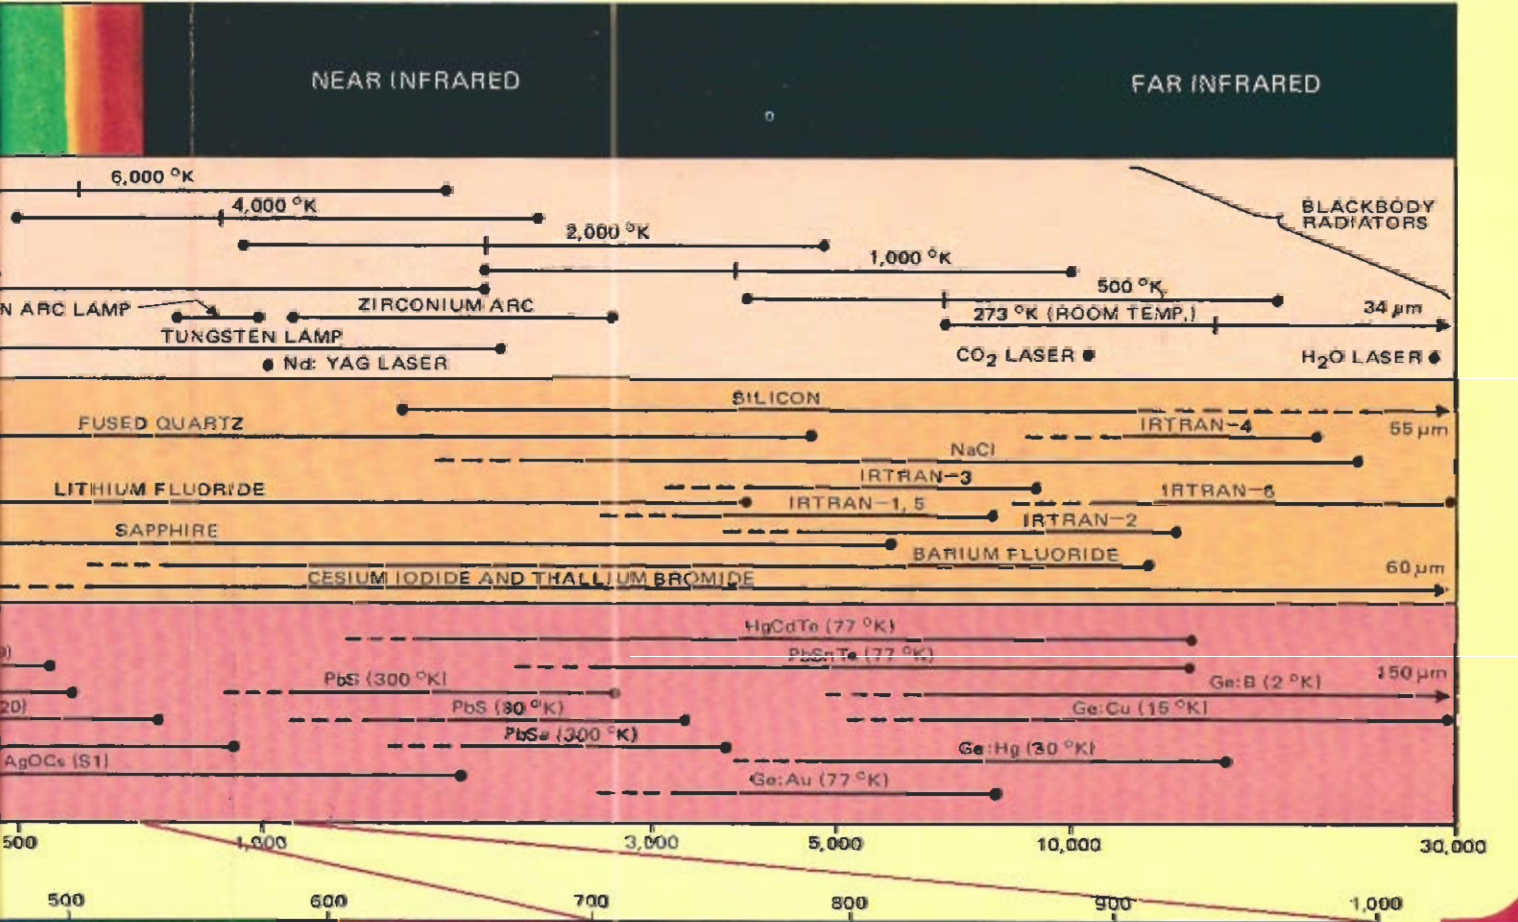 NEAR INFRARED
FAR INFRARED
6,000 °K
4,000 °K
BLACKBODY
RADIATORS
2,000 °K
1,000 °K
500 °K
N ARC LAMP
ZIRCONIUM ARC
273 °K (ROOM TEMP.)
34 µm
TUNGSTEN LAMP
Nd: YAG LASER
CO2 LASER
H2O LASER
SILICON
FUSED QUARTZ
IRTRAN-4
55 µm
NaCl
IRTRAN-3
LITHIUM FLUORIDE
IRTRAN-1, 5
IRTRAN-6
IRTRAN-2
SAPPHIRE
BARIUM FLUORIDE
60 µm
CESIUM IODIDE AND THALLIUM BROMIDE
HgCdTe (77 °K)
PbSnTe (77 °K)
150 µm
PbS (300 °K)
Ge:B (2 °K)
20)
PbS (80 °K)
Ge:Cu (15 °K)
PbSe (300 °K)
Ge:Hg (30 °K)
AgOCs (S1)
Ge:Au (77 °K)
500 1,000 3,000 5,000 10,000 30,000
500 600 700 800 900 1,000